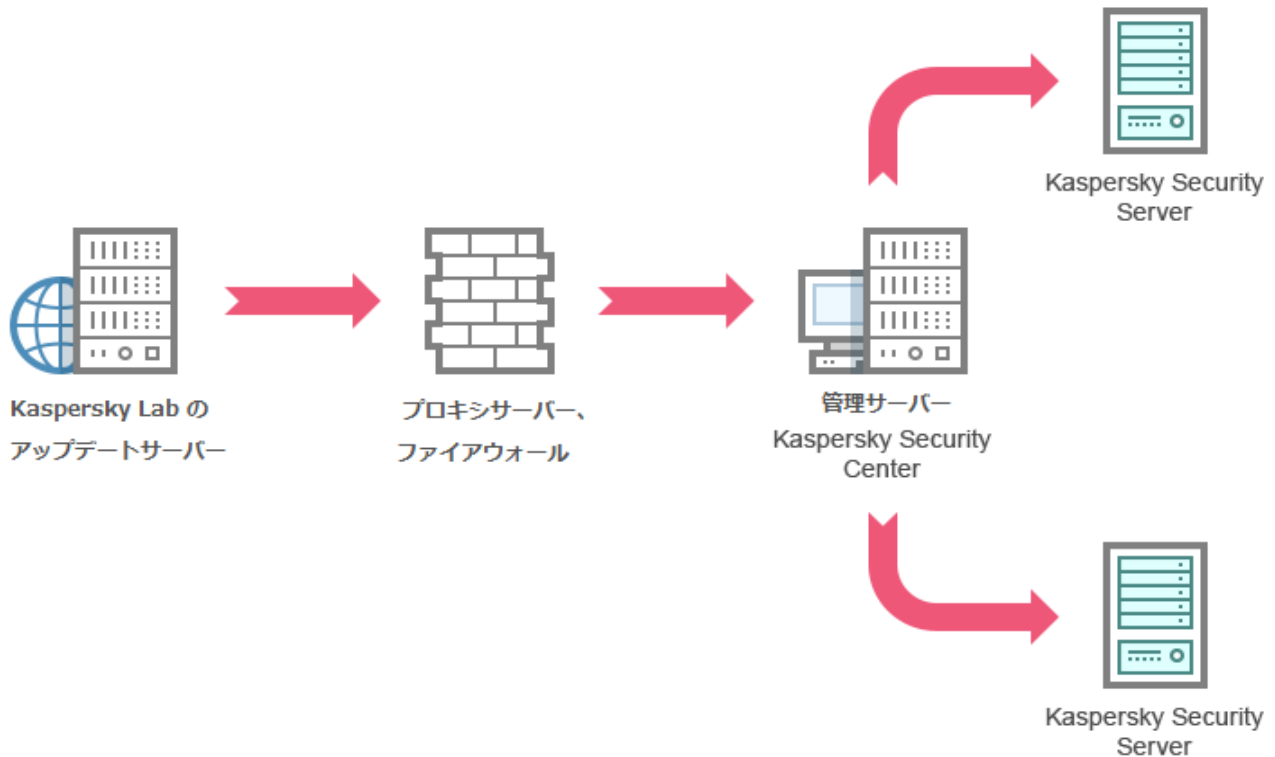 Kaspersky Security
Server
Kaspersky Lab の
アップデートサーバー
プロキシサーバー、
ファイアウォール
管理サーバー
Kaspersky Security
Center
Kaspersky Security
Server